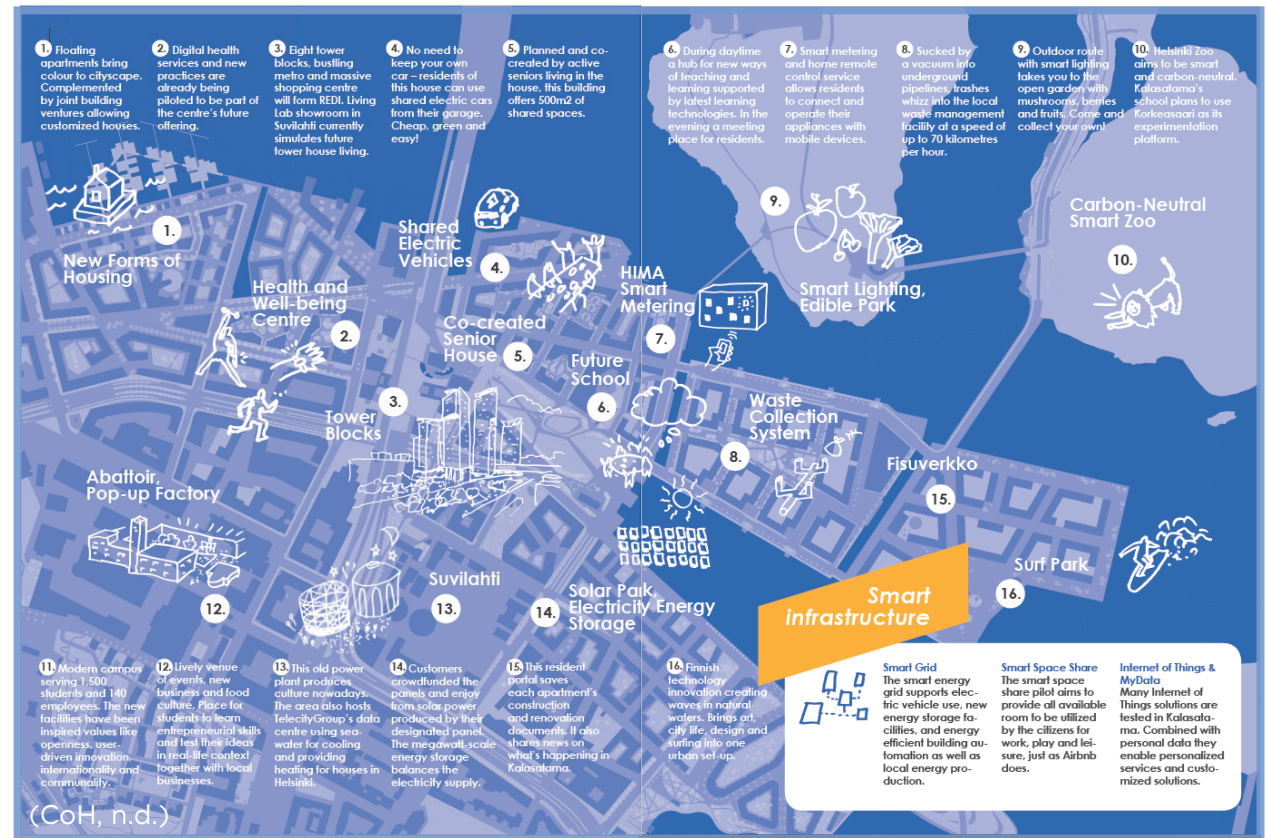 1. Floating
apartments bring
colour to cityscape.
Complemented
by joint building
ventures allowing
customized houses.
2. Digital health
services and new
practices are
already being
piloted to be part of
the centre's future
offering.
3. Eight tower
blocks, bustling
metro and massive
shopping centre
will form REDI. Living
Lab showroom in
Suvilahti currently
simulates future
tower house living.
4. No need to
keep your own
car – residents of
this house can use
shared electric cars
from their garage.
Cheap, green and
easy!
5. Planned and co-
created by active
seniors living in the
house, this building
offers 500m2 of
shared spaces.
6. During daytime
a hub for new ways
of teaching and
learning supported
by latest learning
technologies. In the
evening a meeting
place for residents.
7. Smart metering
and home remote
control service
allows residents
to connect and
operate their
appliances with
mobile devices.
8. Sucked by
a vacuum into
underground
pipelines, trashes
whizz into the local
waste management
facility at a speed of
up to 70 kilometres
per hour.
9. Outdoor route
with smart lighting
takes you to the
open garden with
mushrooms, berries
and fruits. Come and
collect your own!
10. Helsinki Zoo
aims to be smart
and carbon-neutral.
Kalasatama's
school plans to use
Korkeasaari as its
experimentation
platform.
1.
New Forms of
Housing
Health and
Well-being
Centre
2.
Shared
Electric
Vehicles
4.
Co-created
Senior
House
5.
3.
Tower
Blocks
Future
School
6.
HIMA
Smart
Metering
7.
9.
Smart Lighting,
Edible Park
Carbon-Neutral
Smart Zoo
10.
Waste
Collection
System
8.
Fisuverkko
15.
Surf Park
16.
Abattoir,
Pop-up Factory
12.
Suvilahti
13.
14.
Solar Park,
Electricity Energy
Storage
Smart
infrastructure
11. Modern campus
serving 1,500
students and 140
employees. The new
facilities have been
inspired values like
openness, user-
driven innovation,
internationality and
communality.
12. Lively venue
of events, new
business and food
culture. Place for
students to learn
entrepreneurial skills
and test their ideas
in real-life context
together with local
businesses.
13. This old power
plant produces
culture nowadays.
The area also hosts
TelecityGroup's data
centre using sea-
water for cooling
and providing
heating for houses in
Helsinki.
14. Customers
crowdfunded the
panels and enjoy
from solar power
produced by their
designated panel.
The megawatt-scale
energy storage
balances the
electricity supply.
15. This resident
portal saves
each apartment's
construction
and renovation
documents. It also
shares news on
what's happening in
Kalasatama.
16. Finnish
technology
innovation creating
waves in natural
waters. Brings art,
city life, design and
surfing into one
urban set-up.
Smart Grid
The smart energy
grid supports elec-
tric vehicle use, new
energy storage fa-
cilities, and energy
efficient building au-
tomation as well as
local energy pro-
duction.
Smart Space Share
The smart space
share pilot aims to
provide all available
room to be utilized
by the citizens for
work, play and lei-
sure, just as Airbnb
does.
Internet of Things &
MyData
Many Internet of
Things solutions are
tested in Kalasata-
ma. Combined with
personal data they
enable personalized
services and custo-
mized solutions.
(CoH, n.d.)